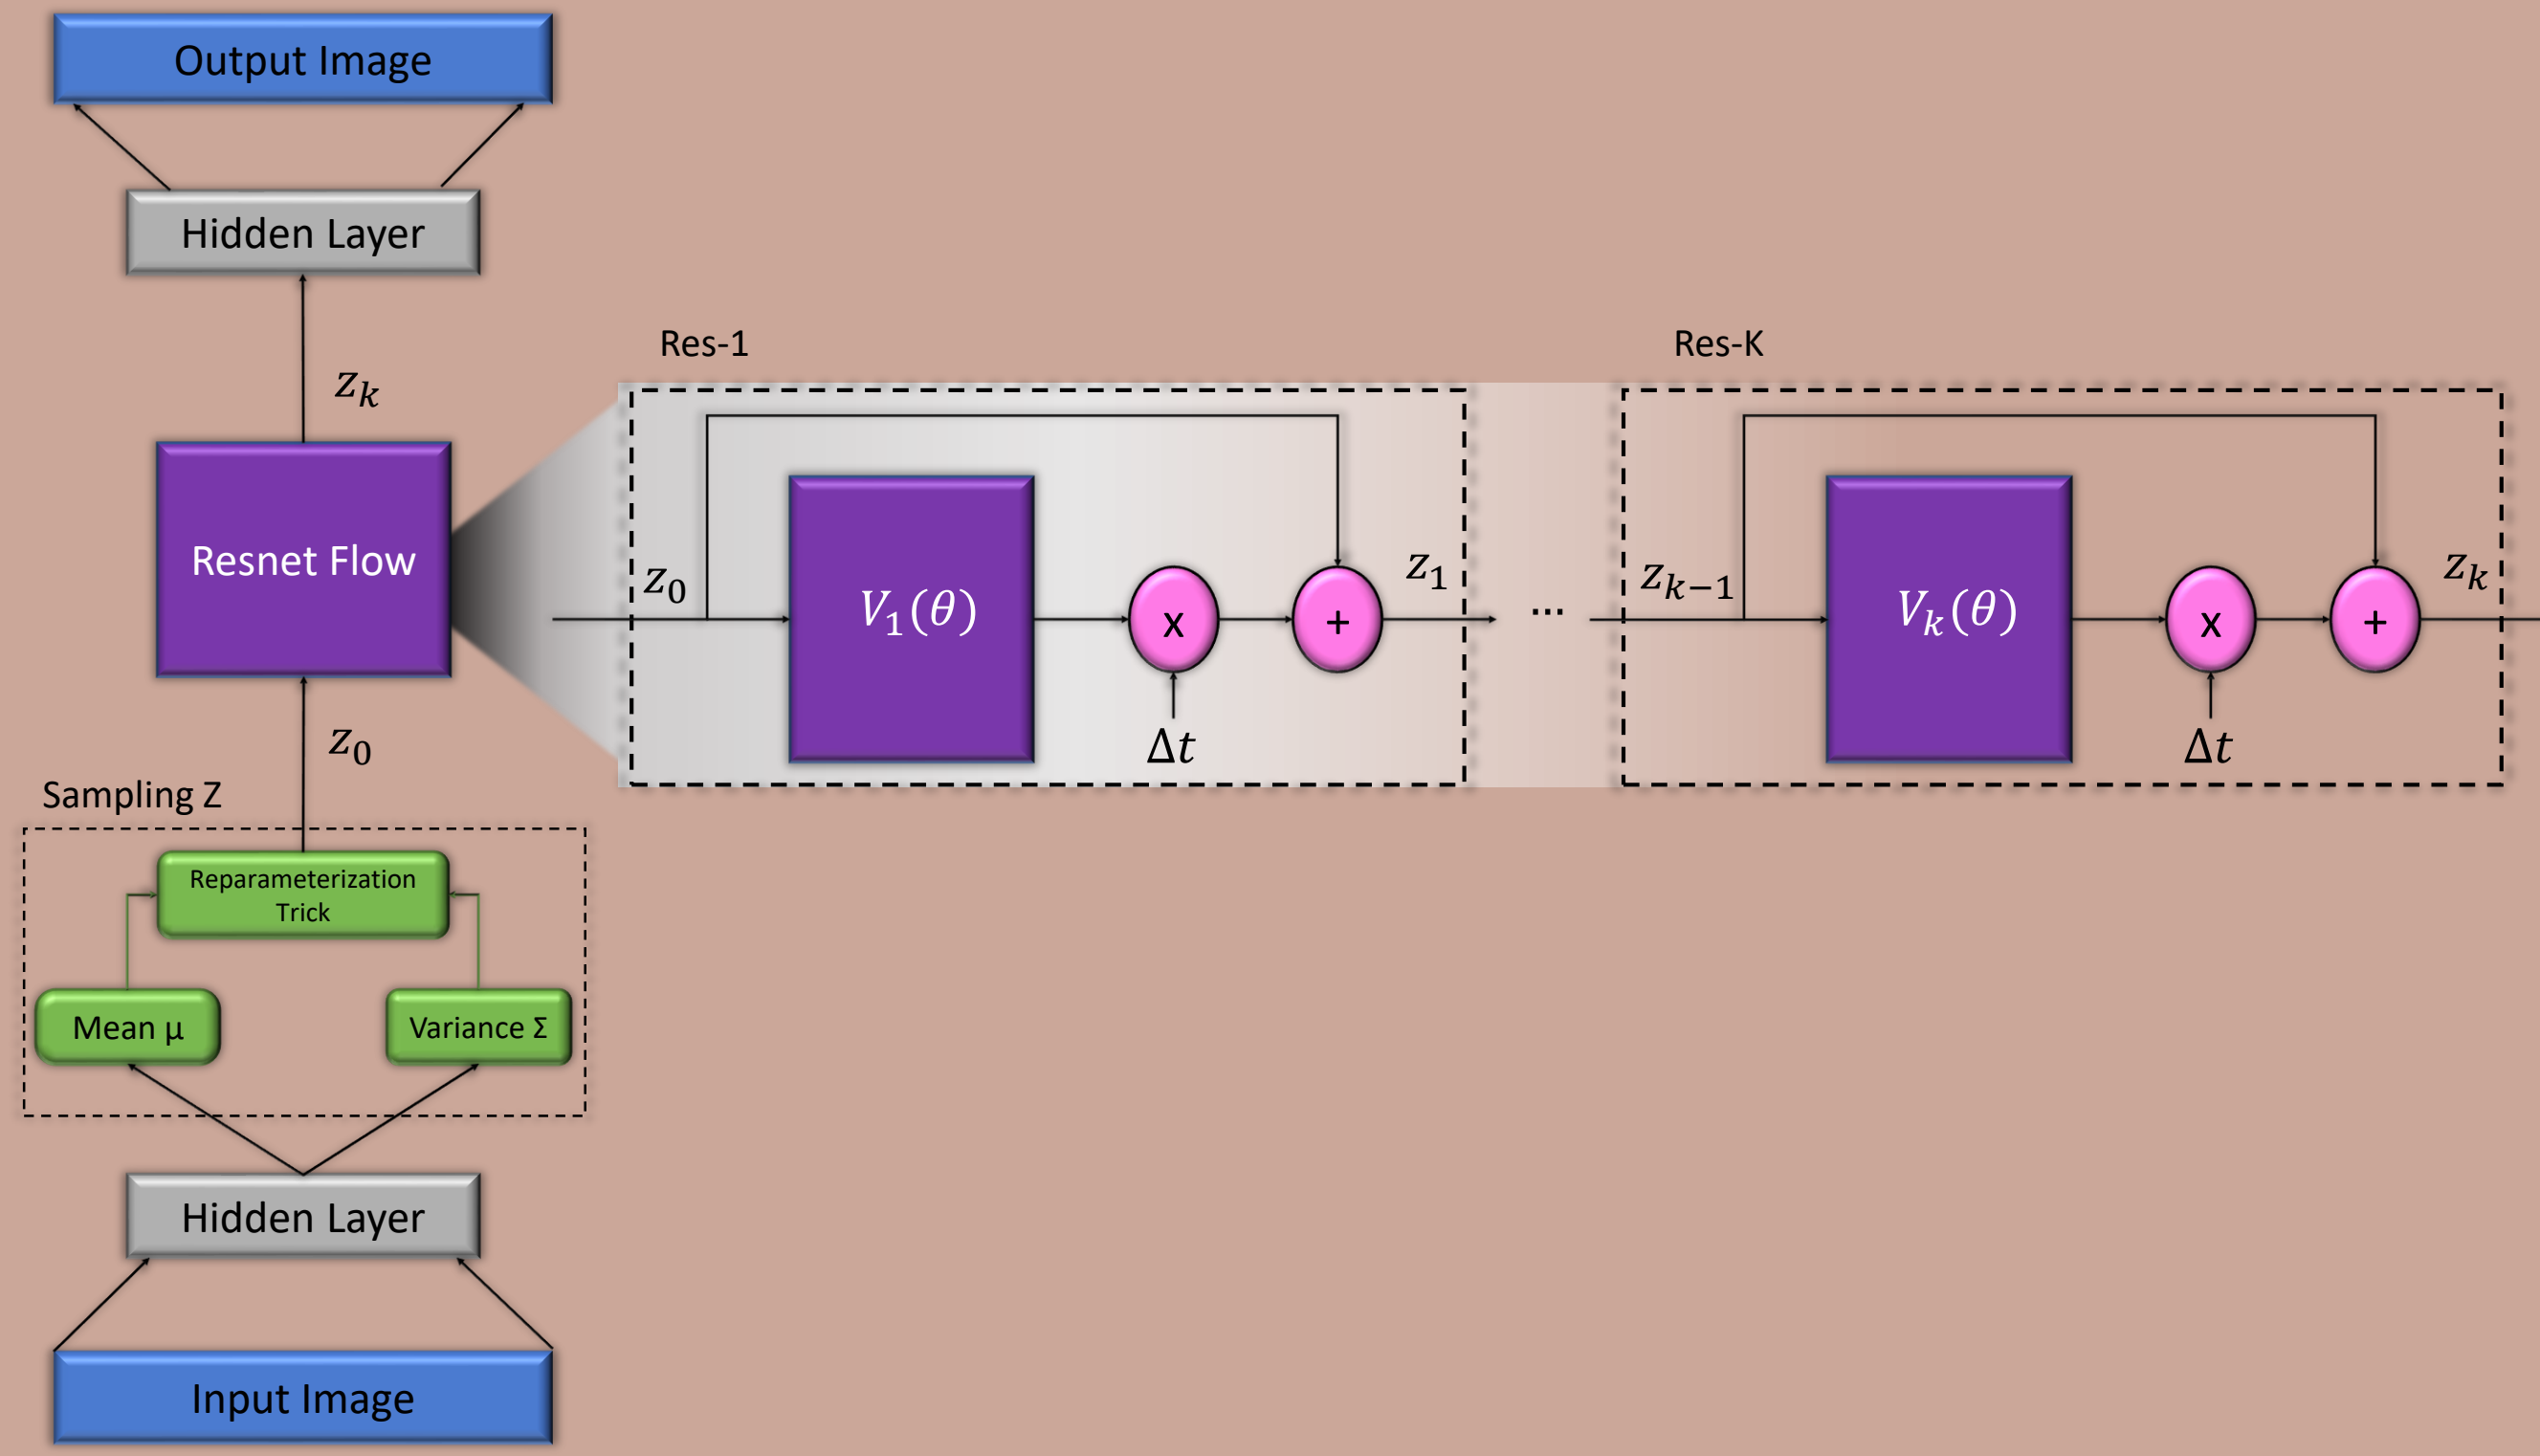 Output Image
Hidden Layer
z_k
Resnet Flow
z_0
Sampling Z
Reparameterization
Trick
Mean μ
Variance Σ
Hidden Layer
Input Image
Res-1
z_0
V_1(θ)
x
+
z_1
Δt
...
Res-K
z_{k−1}
V_k(θ)
x
+
z_k
Δt